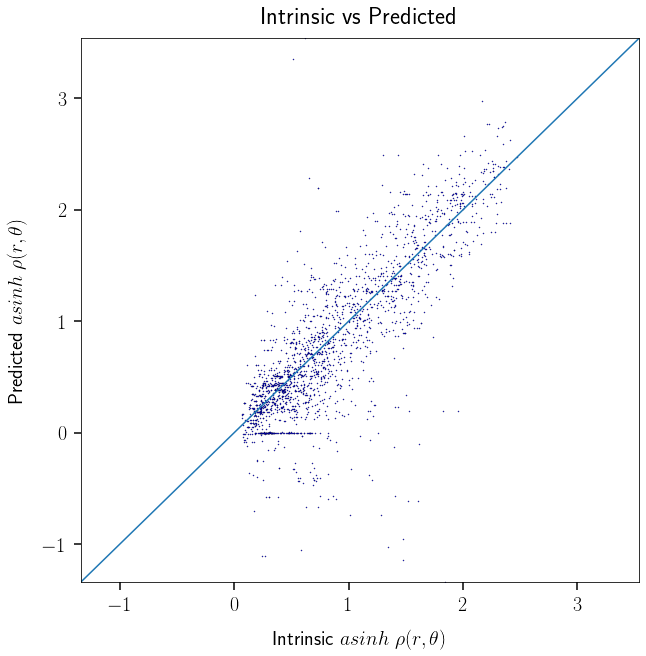 Intrinsic vs Predicted
Predicted asinh ρ(r, θ)
3
2
1
0
−1
−1 0 1 2 3
Intrinsic asinh ρ(r, θ)